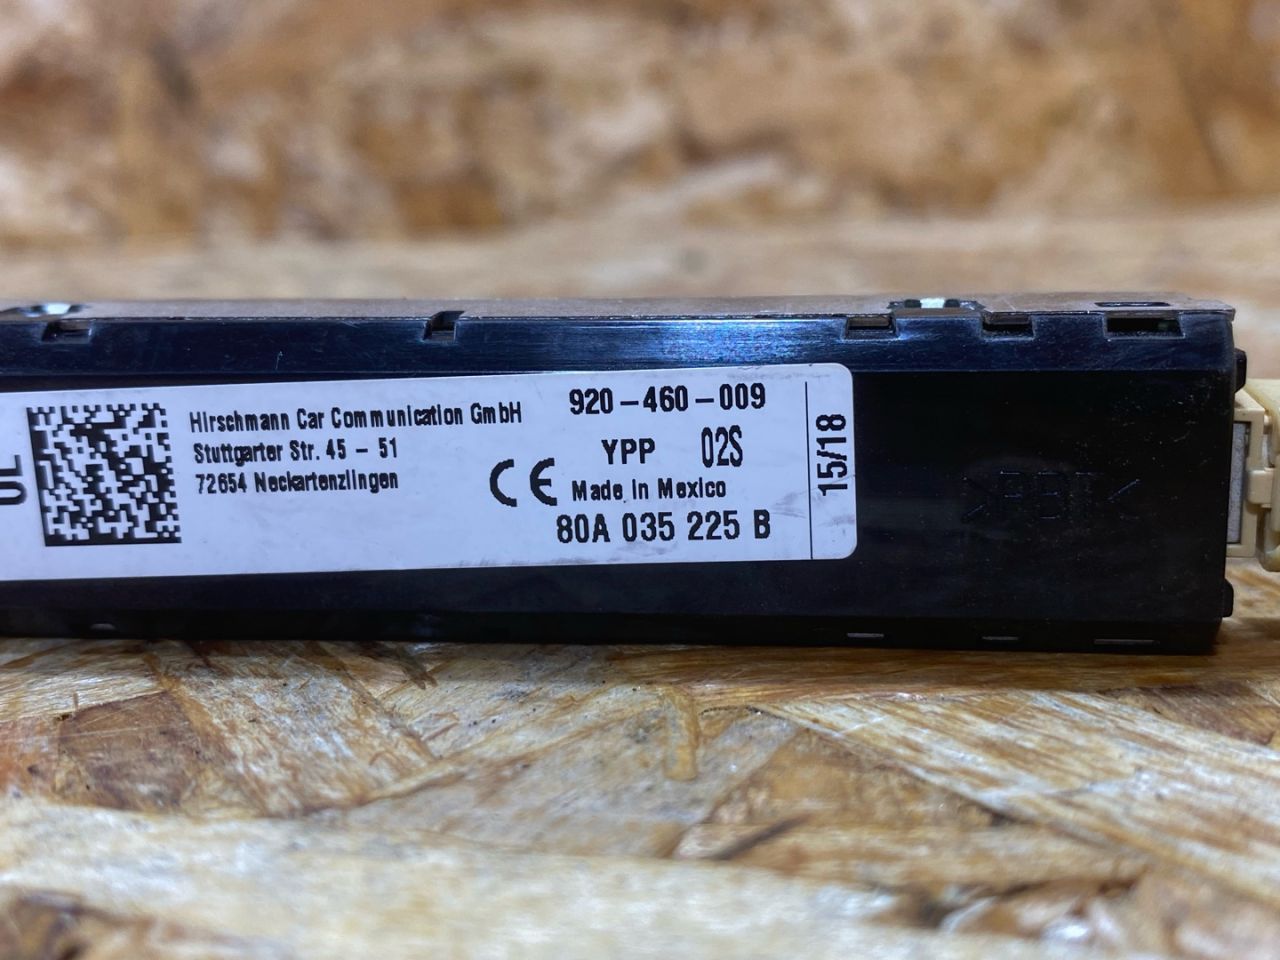 UL
Hirschmann Car Communication GmbH
Stuttgarter Str. 45 - 51
72654 Neckartenzlingen
CE
920-460-009
YPP 02S
Made in Mexico
80A 035 225 B
15/18
>PBT<